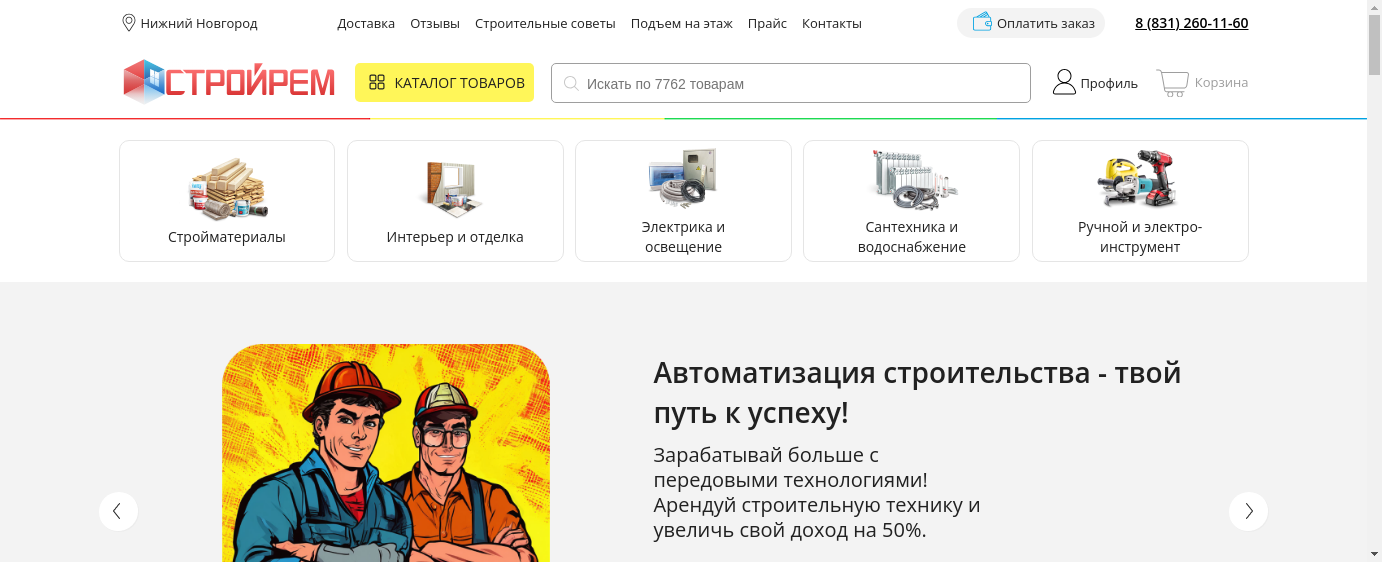 Нижний Новгород
Доставка Отзывы Строительные советы Подъем на этаж Прайс Контакты
Оплатить заказ
8 (831) 260-11-60
СТРОЙРЕМ
КАТАЛОГ ТОВАРОВ
Искать по 7762 товарам
Профиль
Корзина
Стройматериалы
Интерьер и отделка
Электрика и
освещение
Сантехника и
водоснабжение
Ручной и электро-
инструмент
Автоматизация строительства - твой
путь к успеху!
Зарабатывай больше с
передовыми технологиями!
Арендуй строительную технику и
увеличь свой доход на 50%.